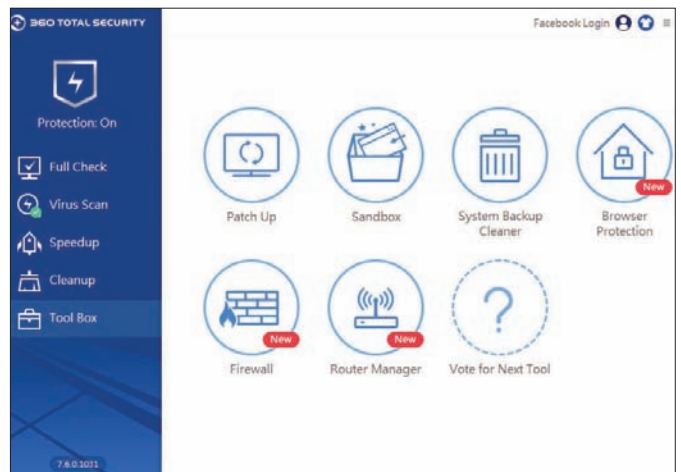 360 TOTAL SECURITY
Facebook Login
Protection: On
Full Check
Virus Scan
Speedup
Cleanup
Tool Box
7.6.0.1031
Patch Up
Sandbox
System Backup
Cleaner
New
Browser
Protection
New
Firewall
New
Router Manager
?
Vote for Next Tool